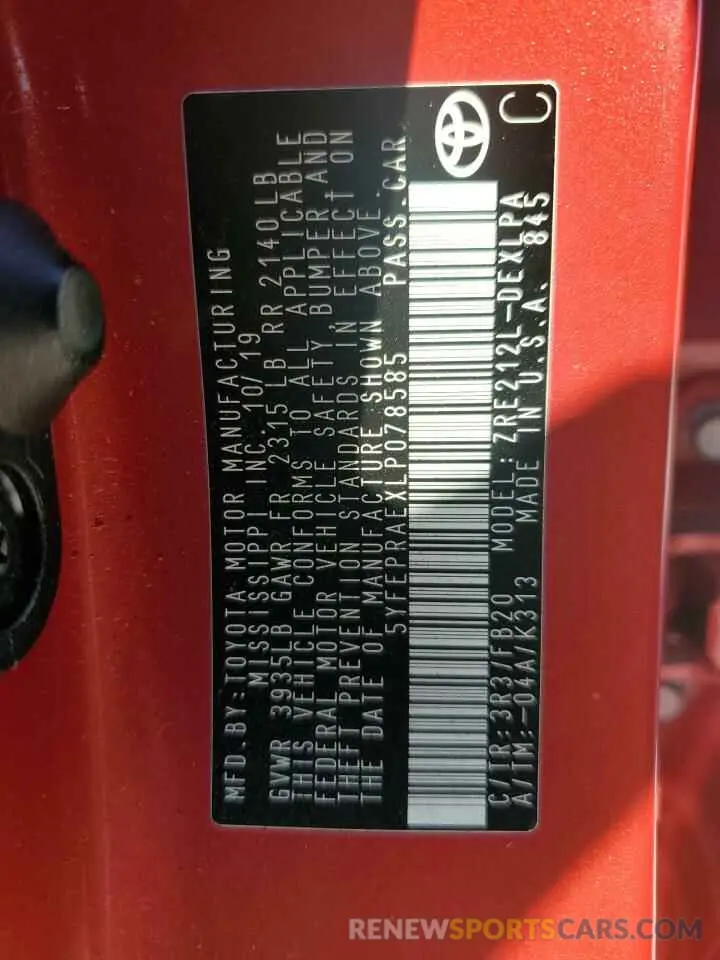 MFD.BY:TOYOTA MOTOR MANUFACTURING
MISSISSIPPI INC. 10/19
GVWR 3935LB GAWR FR 2315 LB RR 2140 LB
THIS VEHICLE CONFORMS TO ALL APPLICABLE
FEDERAL MOTOR VEHICLE SAFETY, BUMPER, AND
THEFT PREVENTION STANDARDS IN EFFECT ON
THE DATE OF MANUFACTURE SHOWN ABOVE.
5YFEPRAEXLP078585 PASS.CAR
C/TR:3R3/FB20 MODEL:ZRE212L-DEXLPA
A/TM:-04A/K313 MADE IN U.S.A. 845
C
RENEWSPORTSCARS.COM